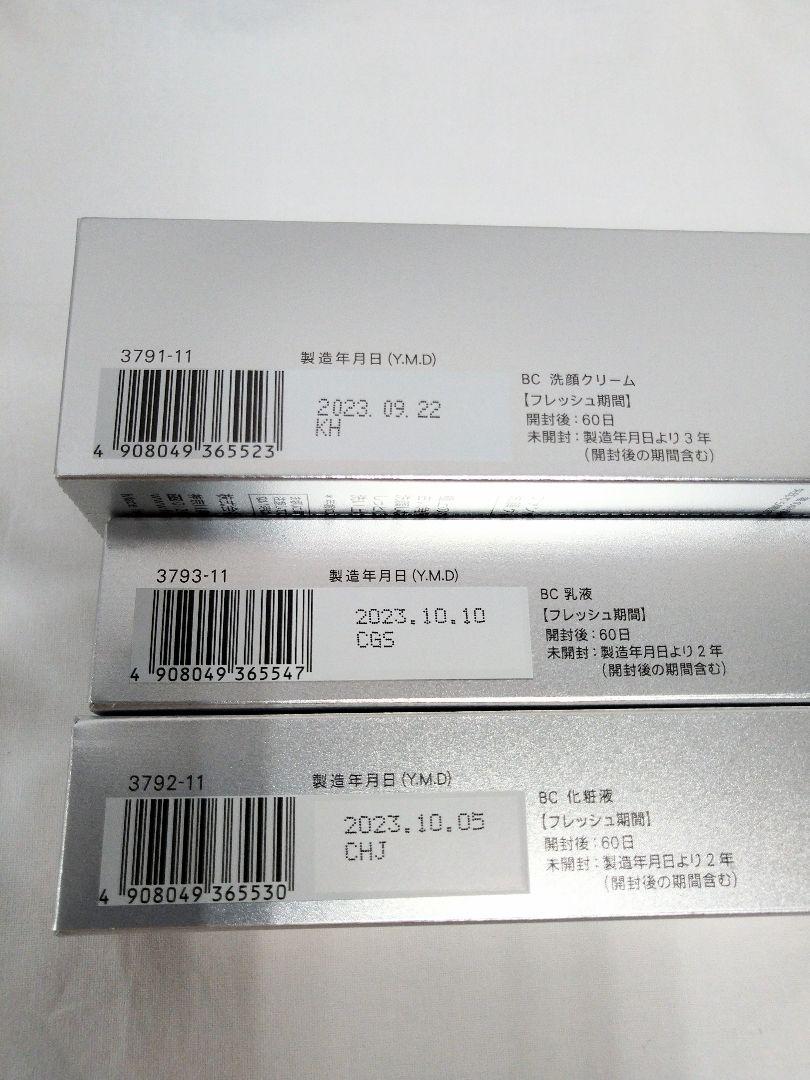 3791-11
製造年月日(Y.M.D)
2023. 09. 22
KH
4 908049 365523
BC 洗顔クリーム
【フレッシュ期間】
開封後：60日
未開封：製造年月日より3年
(開封後の期間含む)
3793-11
製造年月日(Y.M.D)
2023.10.10
CGS
4 908049 365547
BC 乳液
【フレッシュ期間】
開封後：60日
未開封：製造年月日より2年
(開封後の期間含む)
3792-11
製造年月日(Y.M.D)
2023.10.05
CHJ
4 908049 365530
BC 化粧液
【フレッシュ期間】
開封後：60日
未開封：製造年月日より2年
(開封後の期間含む)